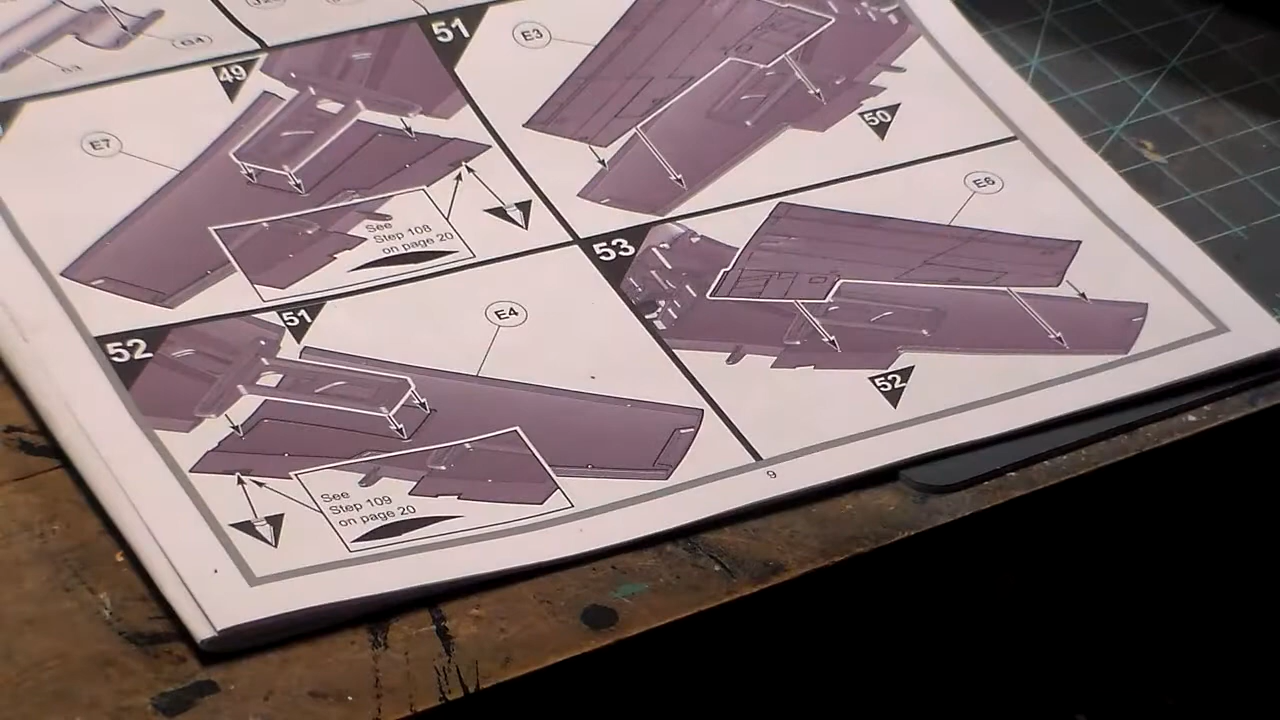 G4
49
E7
See
Step 108
on page 20
51
E3
50
51
52
E4
See
Step 109
on page 20
53
E6
52
9